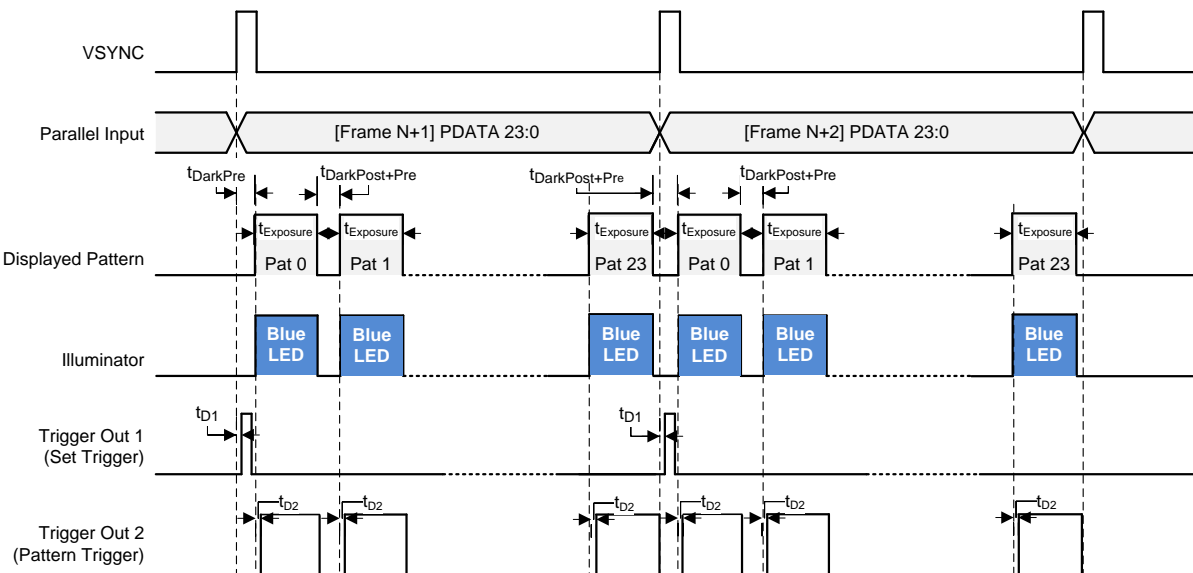 VSYNC
Parallel Input
[Frame N+1] PDATA 23:0
[Frame N+2] PDATA 23:0
tDarkPre
tDarkPost+Pre
tDarkPost+Pre
tDarkPost+Pre
Displayed Pattern
tExposure
tExposure
tExposure
tExposure
tExposure
tExposure
Pat 0
Pat 1
Pat 23
Pat 0
Pat 1
Pat 23
Illuminator
Blue
LED
Blue
LED
Blue
LED
Blue
LED
Blue
LED
Blue
LED
tD1
tD1
Trigger Out 1
(Set Trigger)
tD2
tD2
tD2
tD2
tD2
tD2
Trigger Out 2
(Pattern Trigger)